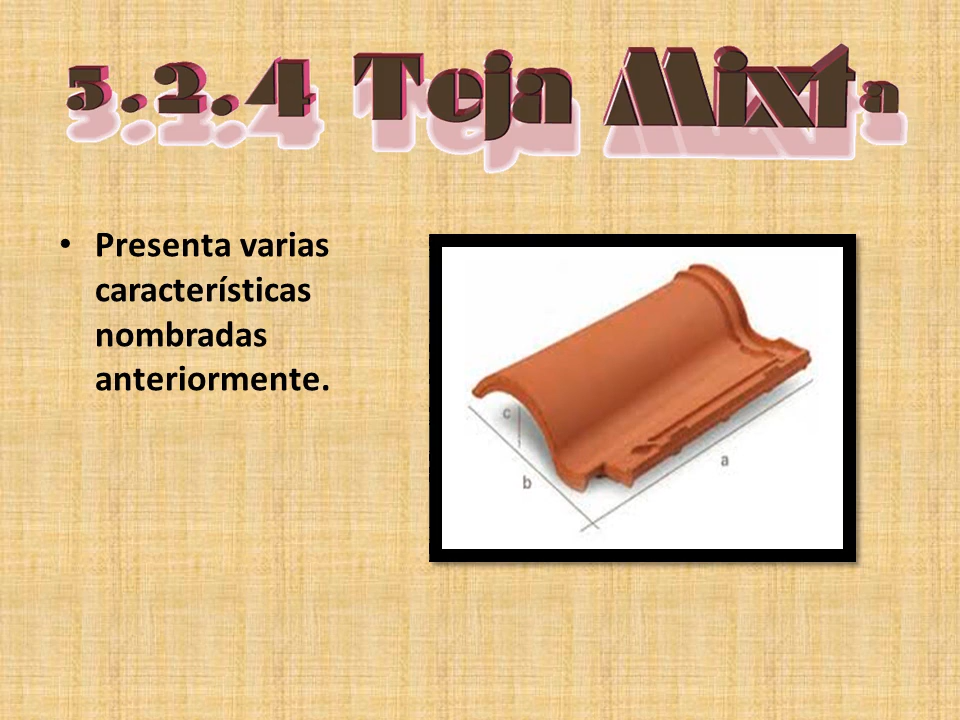 5.2.4 Teja Mixta
• Presenta varias
características
nombradas
anteriormente.
c
a
b